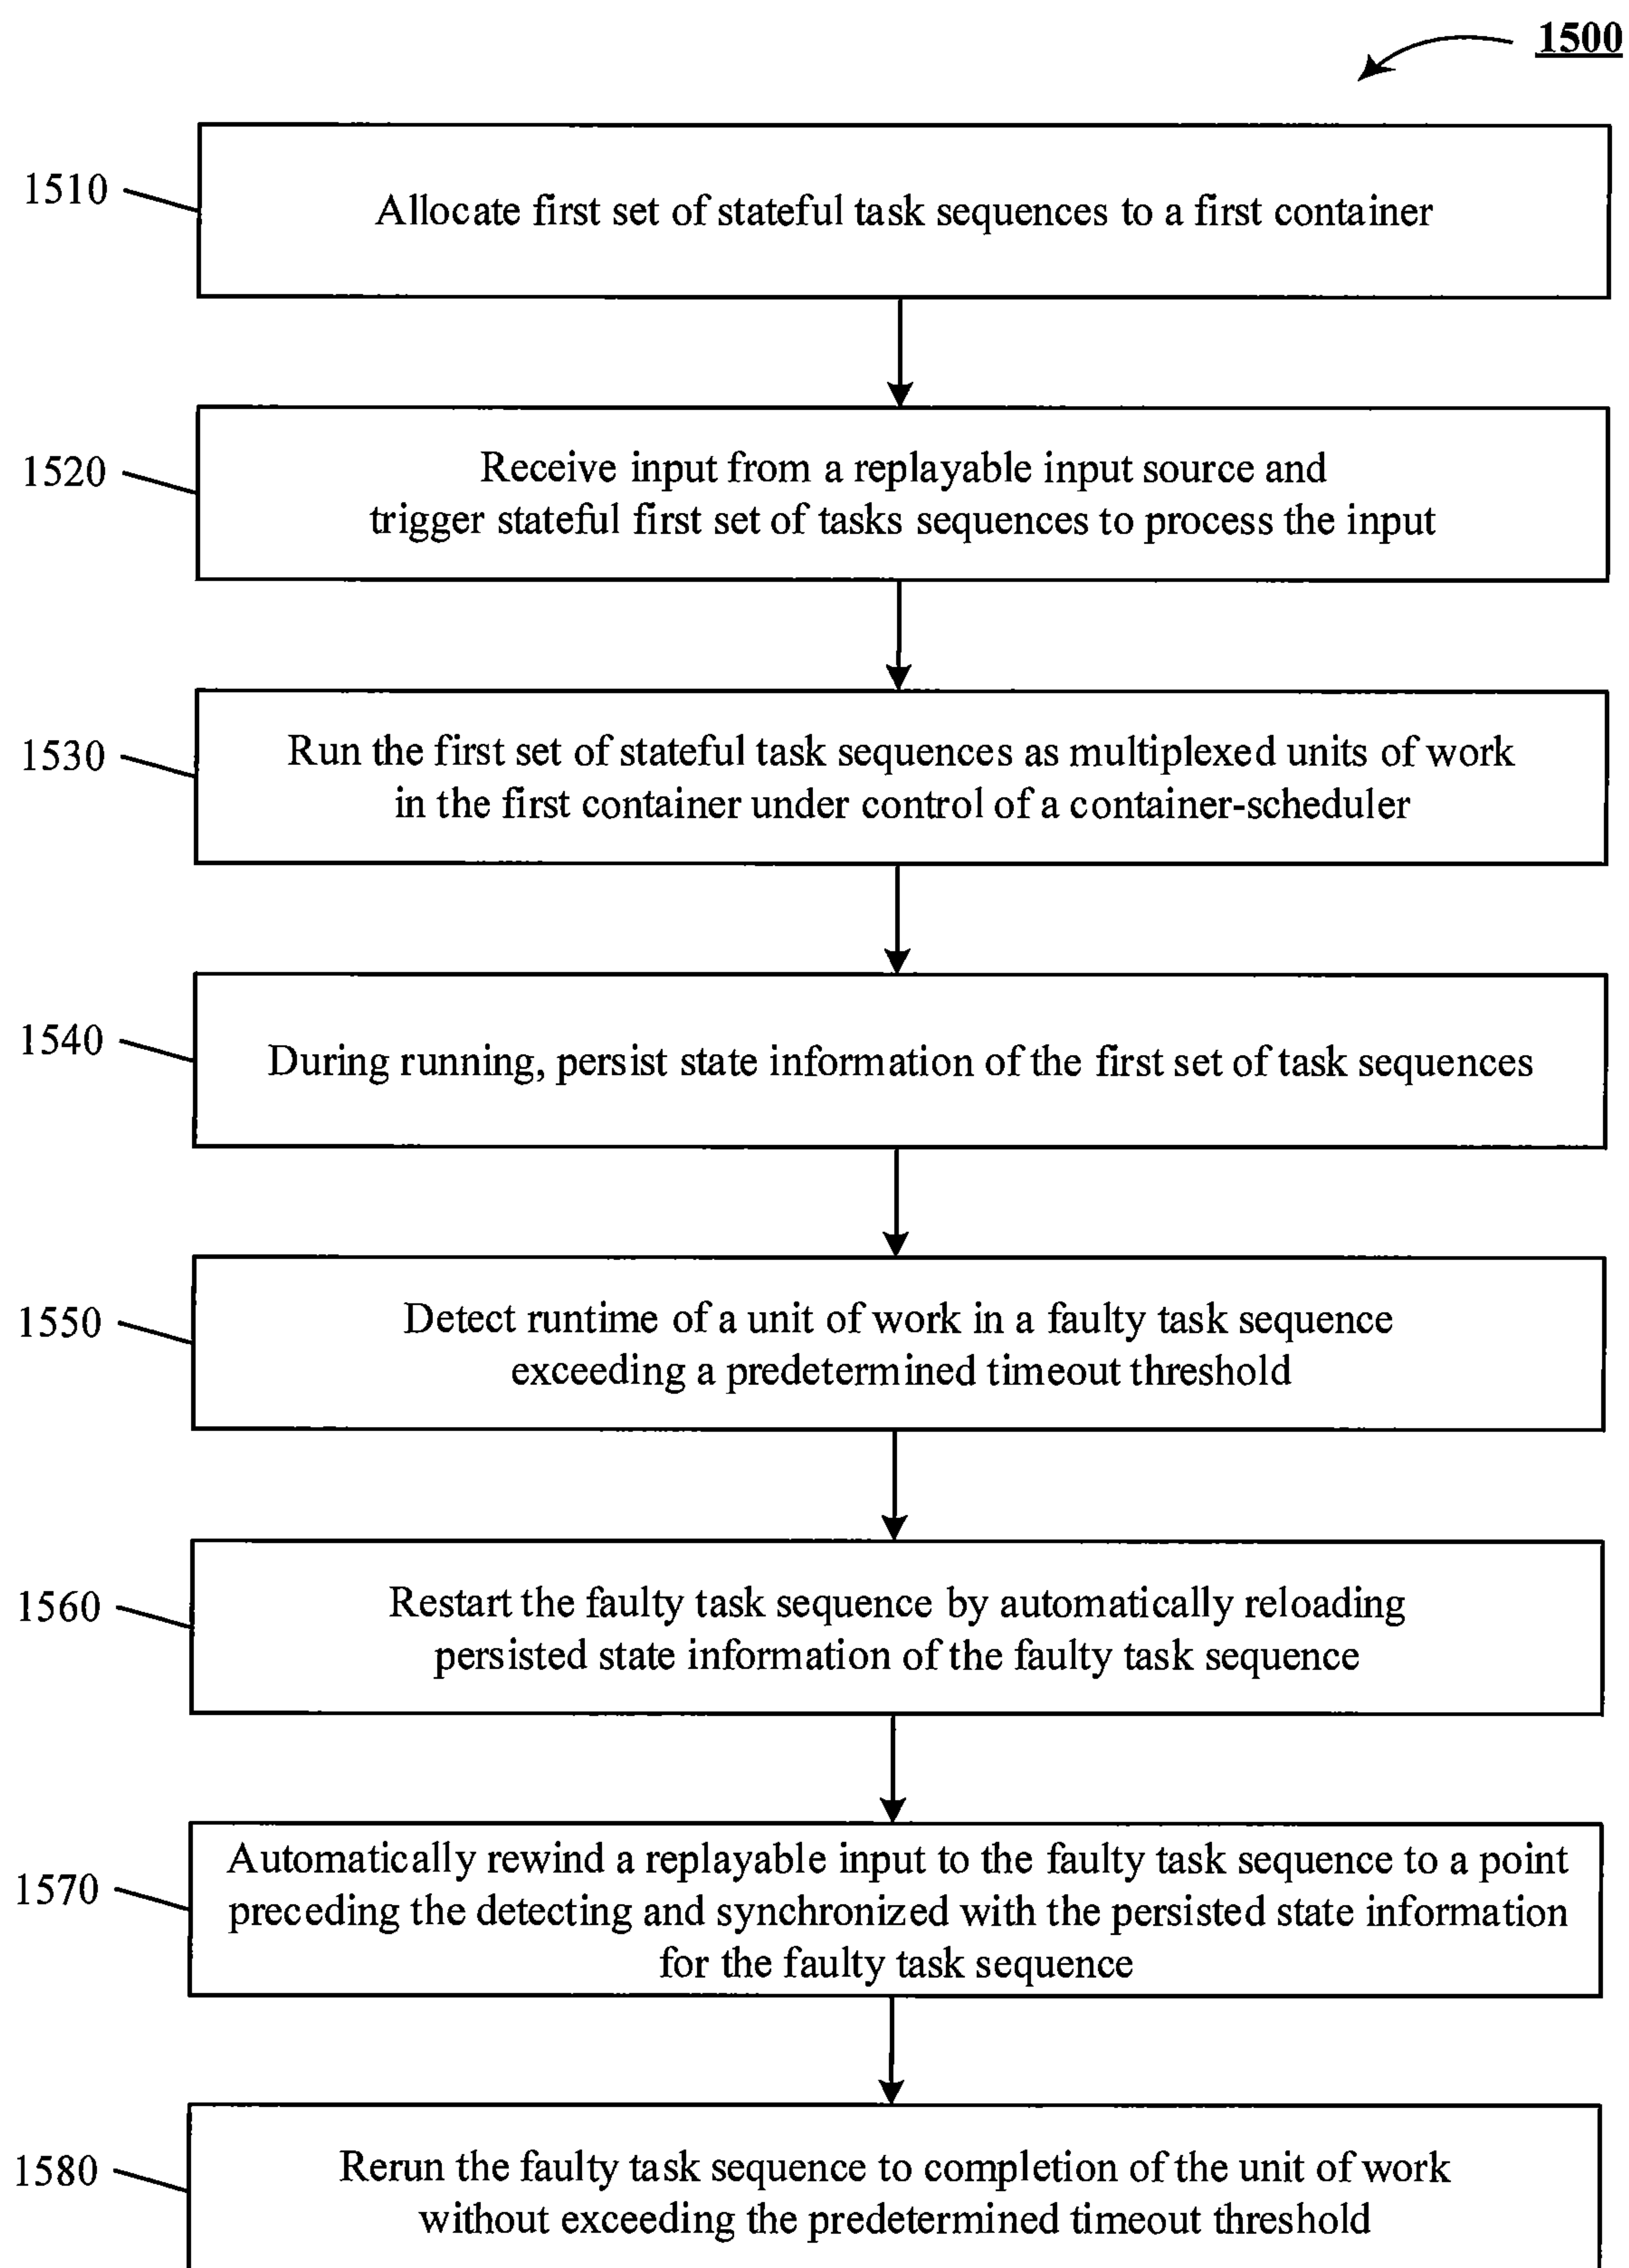 1500
1510
Allocate first set of stateful task sequences to a first container
1520
Receive input from a replayable input source and
trigger stateful first set of tasks sequences to process the input
1530
Run the first set of stateful task sequences as multiplexed units of work
in the first container under control of a container-scheduler
1540
During running, persist state information of the first set of task sequences
1550
Detect runtime of a unit of work in a faulty task sequence
exceeding a predetermined timeout threshold
1560
Restart the faulty task sequence by automatically reloading
persisted state information of the faulty task sequence
1570
Automatically rewind a replayable input to the faulty task sequence to a point
preceding the detecting and synchronized with the persisted state information
for the faulty task sequence
1580
Rerun the faulty task sequence to completion of the unit of work
without exceeding the predetermined timeout threshold